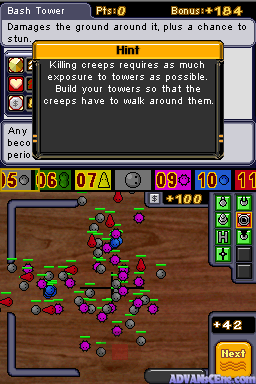 Bash Tower Pts:0 Bonus:+184
Damages the ground around it, plus a chance to
stun.
Hint
Killing creeps requires as much
exposure to towers as possible.
Build your towers so that the
creeps have to walk around them.
Any
beco
perio
05 06 07 09 10 11
$ +100
+42
Next
ADVANSCENE.com